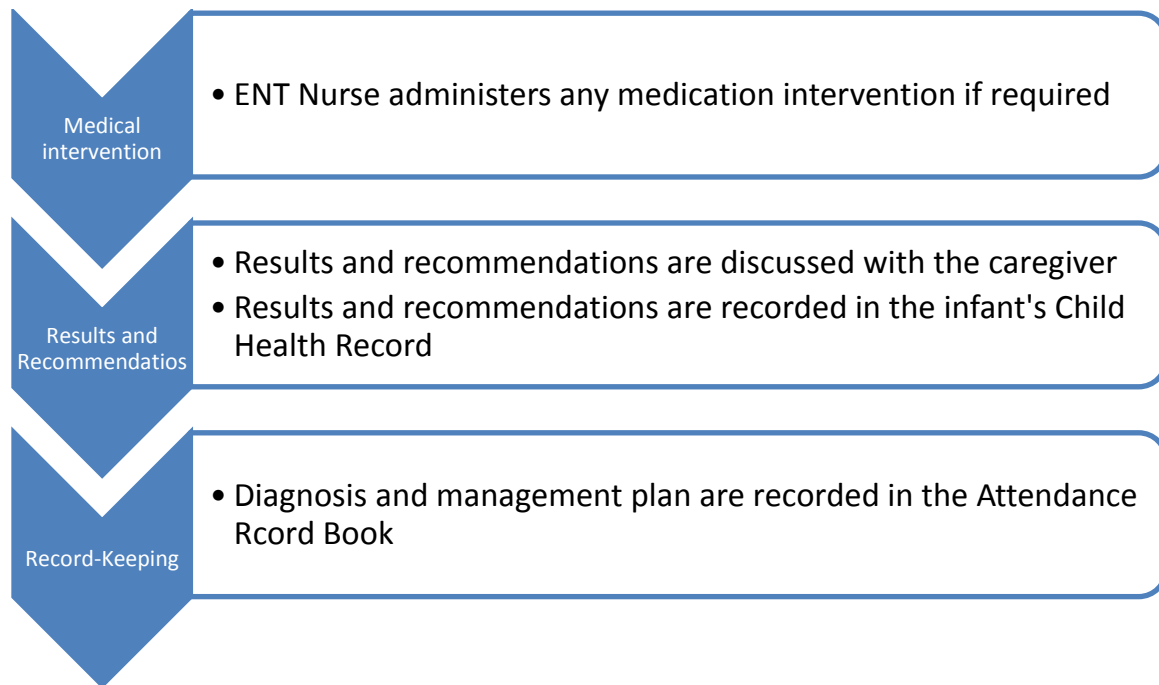 Medical
intervention
• ENT Nurse administers any medication intervention if required
Results and
Recommendatios
• Results and recommendations are discussed with the caregiver
• Results and recommendations are recorded in the infant's Child
Health Record
Record-Keeping
• Diagnosis and management plan are recorded in the Attendance
Rcord Book